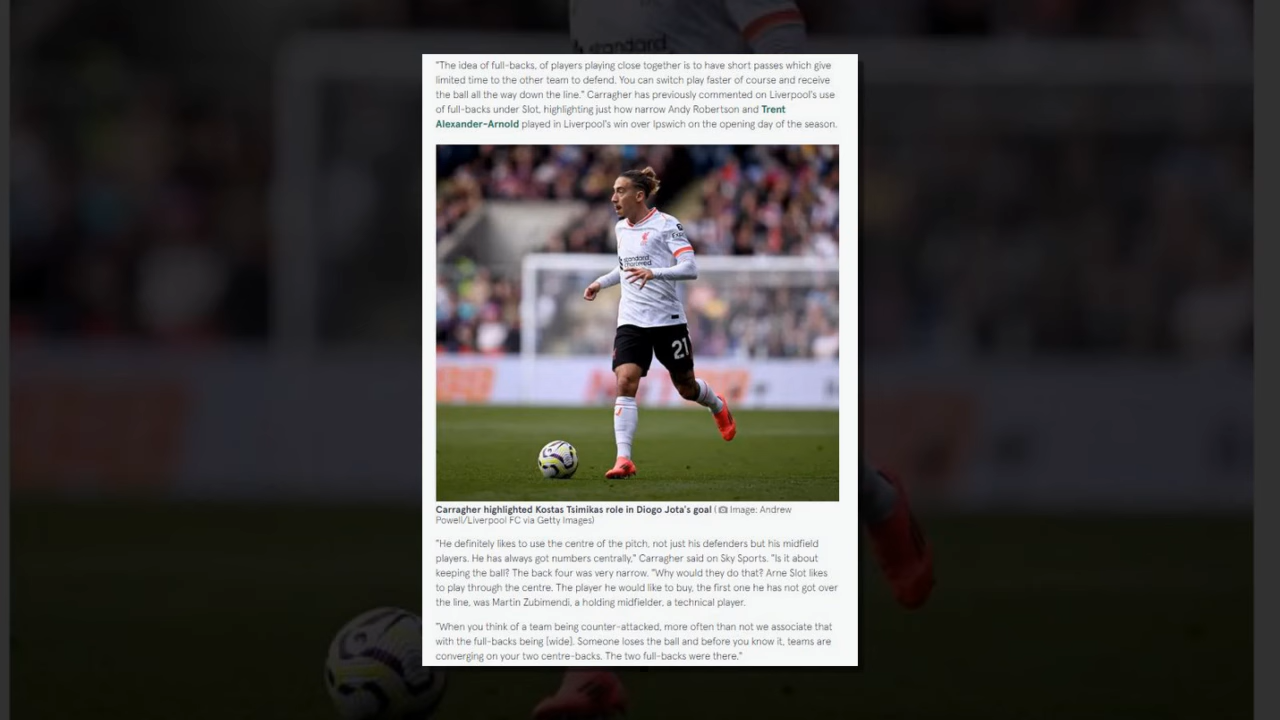 "The idea of full-backs, of players playing close together is to have short passes which give
limited time to the other team to defend. You can switch play faster of course and receive
the ball all the way down the line." Carragher has previously commented on Liverpool's use
of full-backs under Slot, highlighting just how narrow Andy Robertson and Trent
Alexander-Arnold played in Liverpool's win over Ipswich on the opening day of the season.
standard
standard
chartered
21
Carragher highlighted Kostas Tsimikas role in Diogo Jota's goal ( Image: Andrew
Powell/Liverpool FC via Getty Images)
"He definitely likes to use the centre of the pitch, not just his defenders but his midfield
players. He has always got numbers centrally," Carragher said on Sky Sports. "Is it about
keeping the ball? The back four was very narrow. "Why would they do that? Arne Slot likes
to play through the centre. The player he would like to buy, the first one he has not got over
the line, was Martin Zubimendi, a holding midfielder, a technical player.
"When you think of a team being counter-attacked, more often than not we associate that
with the full-backs being [wide]. Someone loses the ball and before you know it, teams are
converging on your two centre-backs. The two full-backs were there."